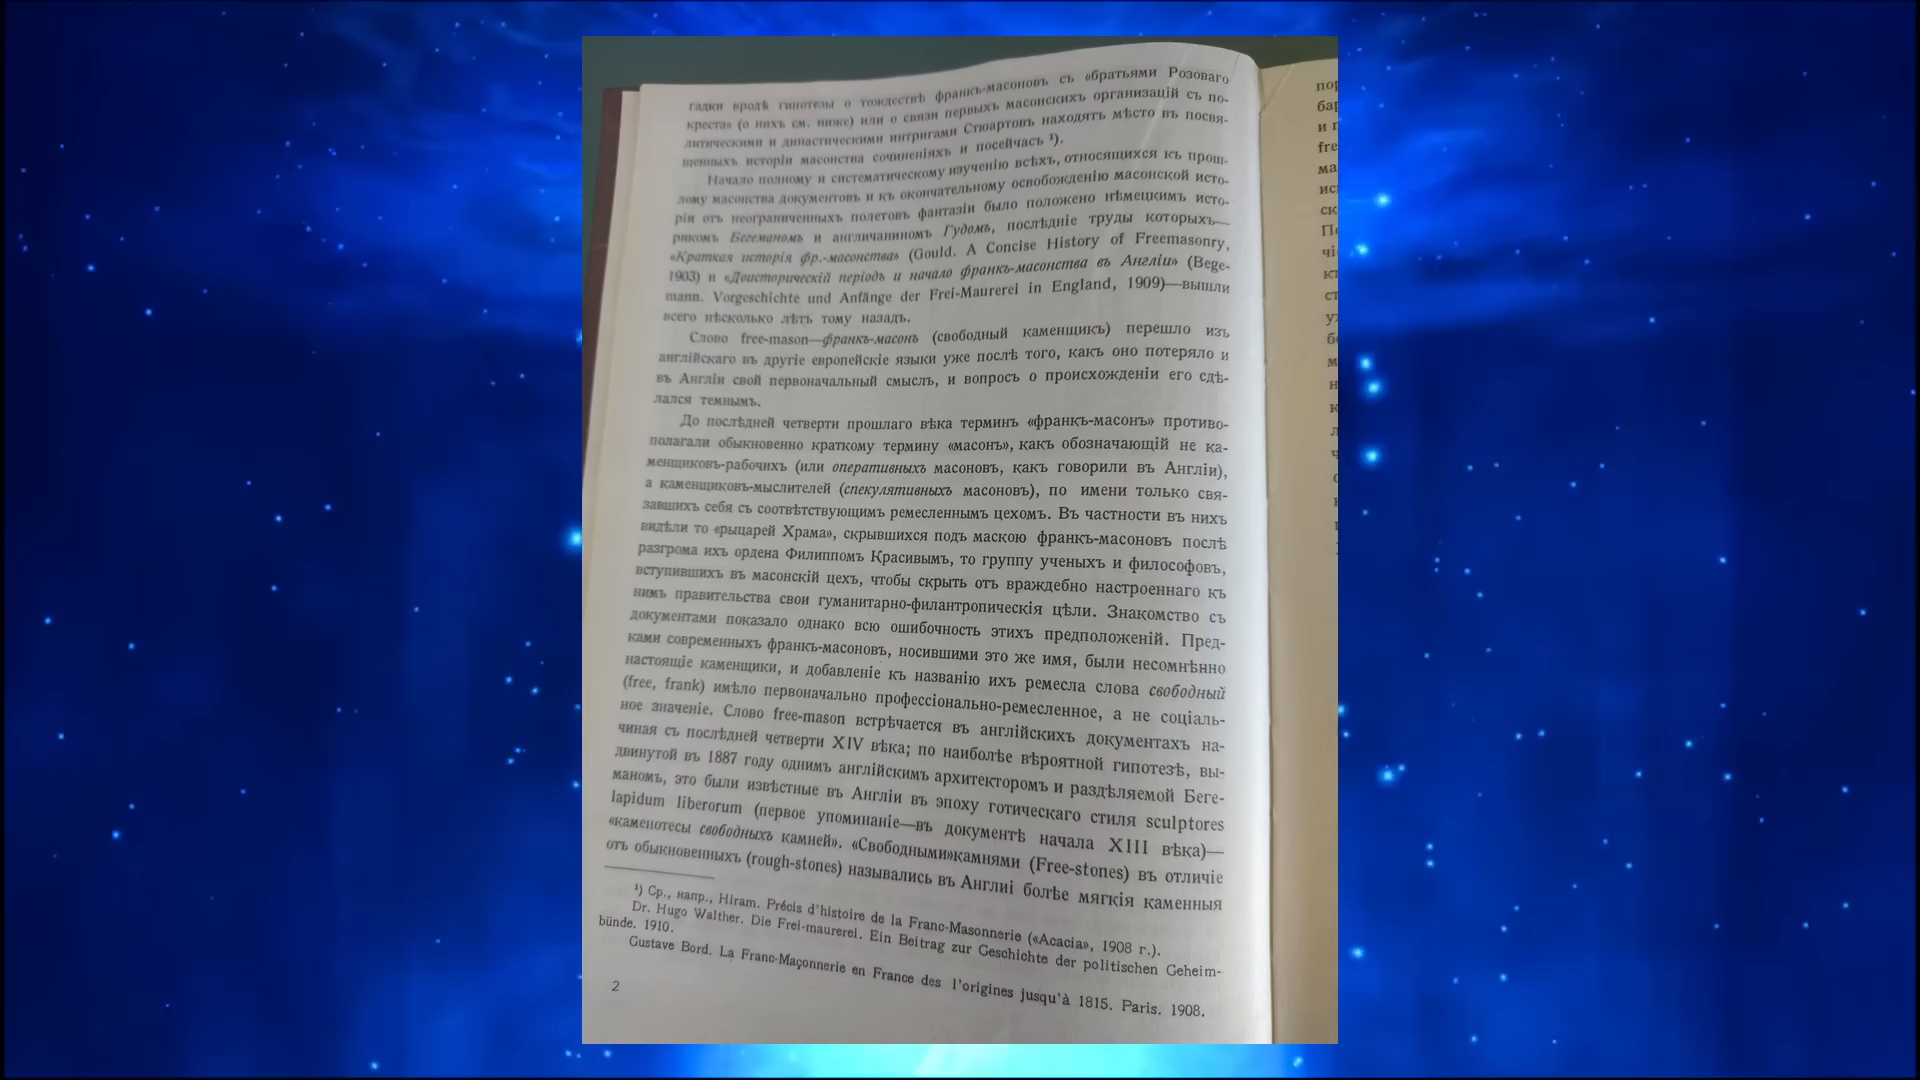 гадки вродѣ гипотезы о тождествѣ франкъ-масоновъ съ «братьями Розоваго
креста» (о нихъ см. ниже) или о связи первыхъ масонскихъ организацій съ по-
литическими и династическими интригами Стюартовъ находятъ мѣсто въ посвя-
щенныхъ исторіи масонства сочиненіяхъ и посейчасъ ¹).
Начало полному и систематическому изученію всѣхъ, относящихся къ прош-
лому масонства документовъ и къ окончательному освобожденію масонской исто-
ріи отъ неограниченныхъ полетовъ фантазіи было положено нѣмецкимъ исто-
рикомъ Бегеманомъ и англичаниномъ Гудомъ, послѣдніе труды которыхъ—
«Краткая исторія фр.-масонства» (Gould. A Concise History of Freemasonry,
1903) и «Доисторическій періодъ и начало франкъ-масонства въ Англіи» (Bege-
mann. Vorgeschichte und Anfänge der Frei-Maurerei in England, 1909)—вышли
всего нѣсколько лѣтъ тому назадъ.
Слово free-mason—франкъ-масонъ (свободный каменщикъ) перешло изъ
англійскаго въ другіе европейскіе языки уже послѣ того, какъ оно потеряло и
въ Англіи свой первоначальный смыслъ, и вопросъ о происхожденіи его сдѣ-
лался темнымъ.
До послѣдней четверти прошлаго вѣка терминъ «франкъ-масонъ» противо-
полагали обыкновенно краткому термину «масонъ», какъ обозначающій не ка-
менщиковъ-рабочихъ (или оперативныхъ масоновъ, какъ говорили въ Англіи),
а каменщиковъ-мыслителей (спекулятивныхъ масоновъ), по имени только свя-
завшихъ себя съ соотвѣтствующимъ ремесленнымъ цехомъ. Въ частности въ нихъ
видѣли то «рыцарей Храма», скрывшихся подъ маскою франкъ-масоновъ послѣ
разгрома ихъ ордена Филиппомъ Красивымъ, то группу ученыхъ и философовъ,
вступившихъ въ масонскій цехъ, чтобы скрыть отъ враждебно настроеннаго къ
нимъ правительства свои гуманитарно-филантропическія цѣли. Знакомство съ
документами показало однако всю ошибочность этихъ предположеній. Пред-
ками современныхъ франкъ-масоновъ, носившими это же имя, были несомнѣнно
настоящіе каменщики, и добавленіе къ названію ихъ ремесла слова свободный
(free, frank) имѣло первоначально профессіонально-ремесленное, а не соціаль-
ное значеніе. Слово free-mason встрѣчается въ англійскихъ документахъ на-
чиная съ послѣдней четверти XIV вѣка; по наиболѣе вѣроятной гипотезѣ, вы-
двинутой въ 1887 году однимъ англійскимъ архитекторомъ и раздѣляемой Беге-
маномъ, это были извѣстные въ Англіи въ эпоху готическаго стиля sculptores
lapidum liberorum (первое упоминаніе—въ документѣ начала XIII вѣка)—
«каменотесы свободныхъ камней». «Свободными»камнями (Free-stones) въ отличіе
отъ обыкновенныхъ (rough-stones) назывались въ Англиі болѣе мягкія каменныя
¹) Ср., напр., Hiram. Précis d'histoire de la Franc-Masonnerie («Acacia», 1908 г.).
Dr. Hugo Walther. Die Frei-maurerei. Ein Beitrag zur Geschichte der politischen Geheim-
bünde. 1910.
Gustave Bord. La Franc-Maçonnerie en France des l'origines jusqu'à 1815. Paris. 1908.
2